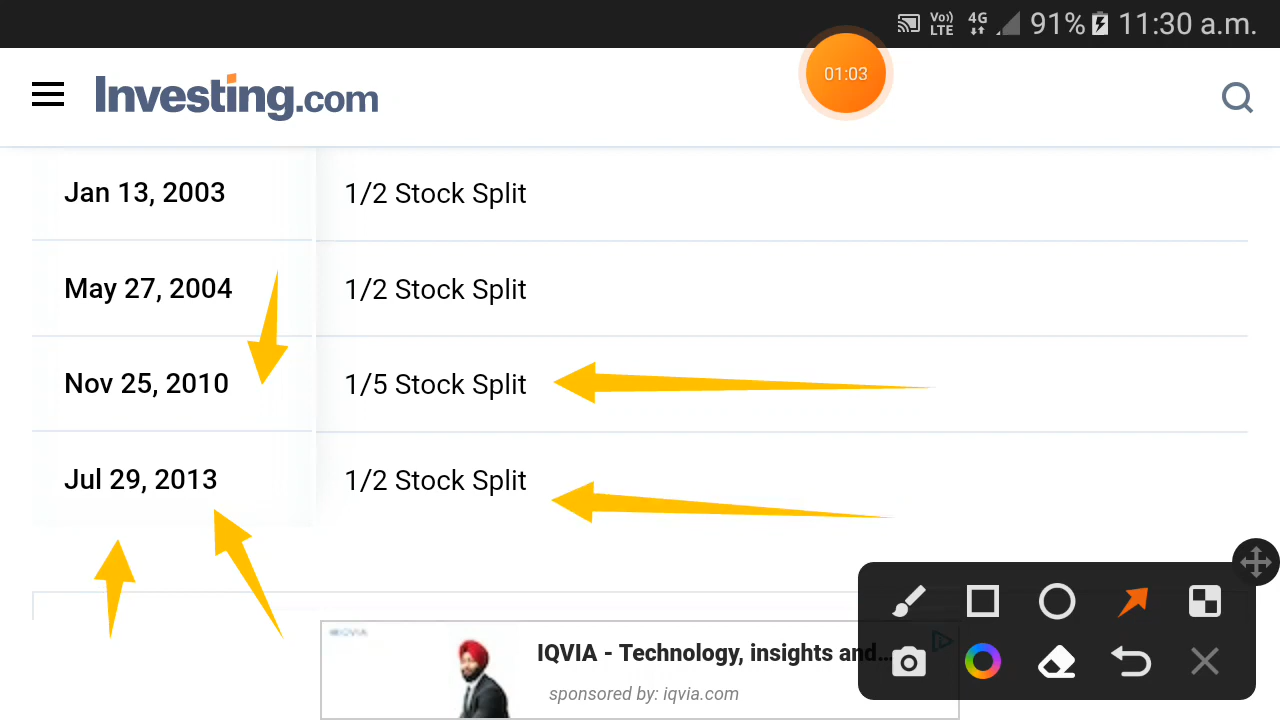 Vo)) LTE 4G 91% 11:30 a.m.
Investing.com
01:03
Jan 13, 2003 1/2 Stock Split
May 27, 2004 1/2 Stock Split
Nov 25, 2010 1/5 Stock Split
Jul 29, 2013 1/2 Stock Split
IQVIA
IQVIA - Technology, insights and...
sponsored by: iqvia.com